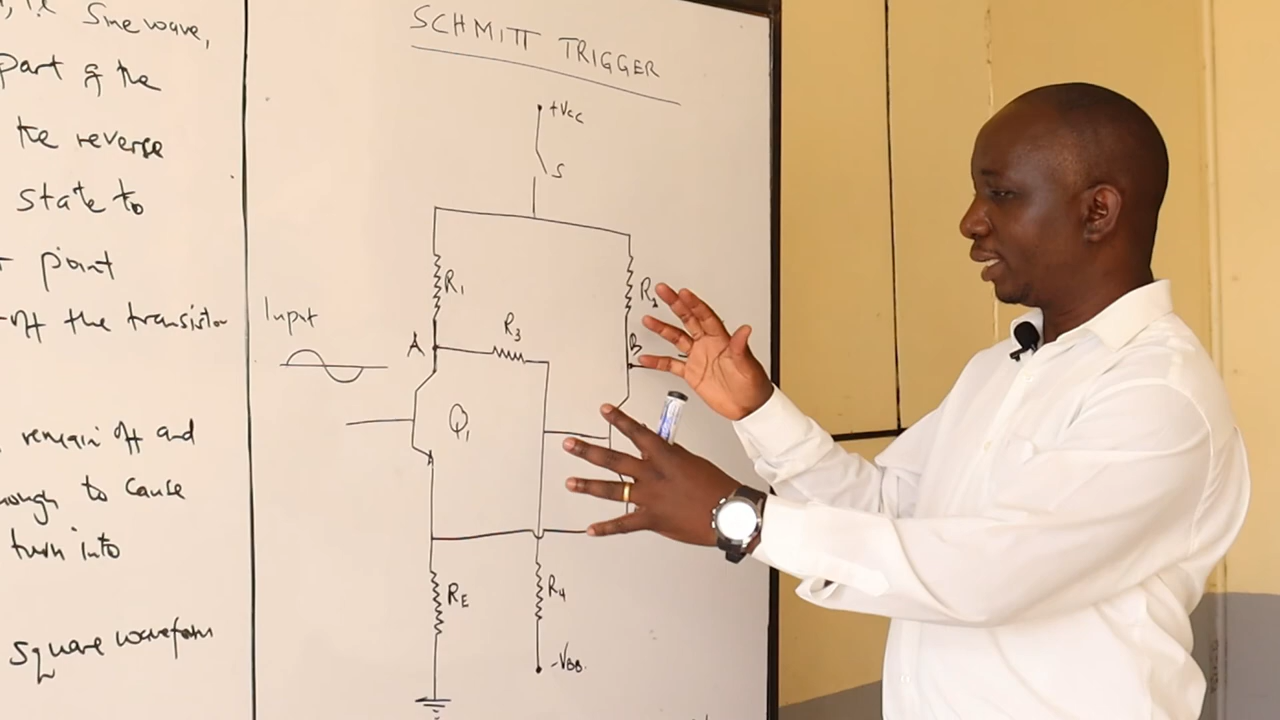 Sine wave,
part of the
the reverse
state to
point
off the transistor
remain off and
to cause
turn into
square waveform
SCHMITT TRIGGER
+Vcc
S
R1
R2
R3
A
B
Input
Q1
RE
R4
-VBB.